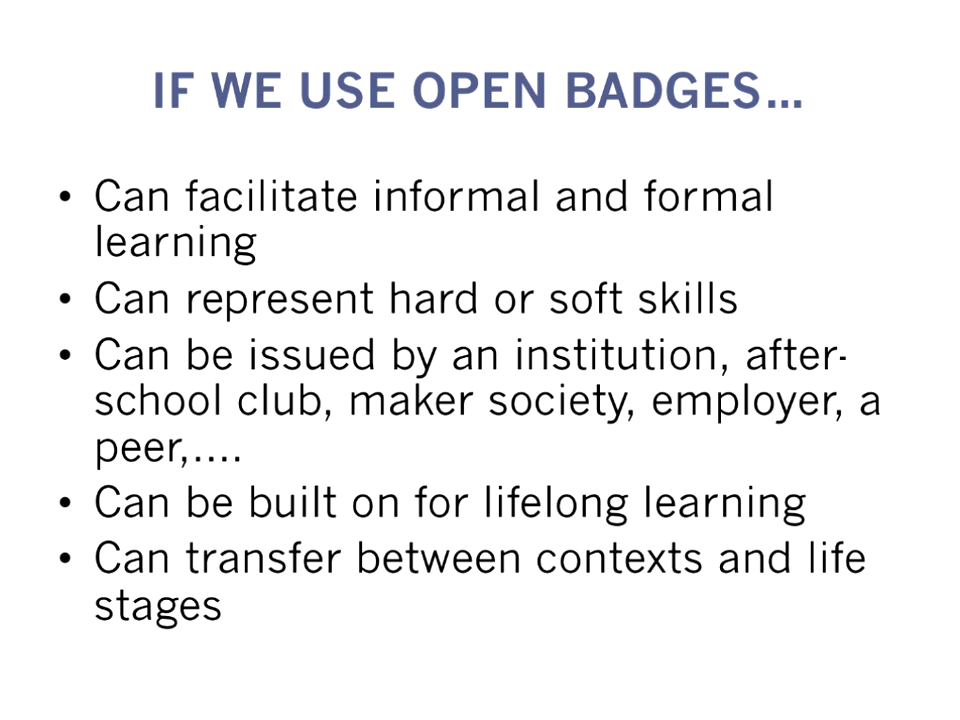 IF WE USE OPEN BADGES...
• Can facilitate informal and formal
learning
• Can represent hard or soft skills
• Can be issued by an institution, after-
school club, maker society, employer, a
peer,....
• Can be built on for lifelong learning
• Can transfer between contexts and life
stages